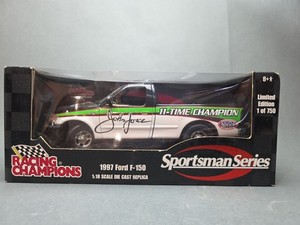 8+
Limited
Edition
1 of 750
11-TIME CHAMPION
RACING
CHAMPIONS
1997 Ford F-150
1/18 SCALE DIE CAST REPLICA
Sportsman Series